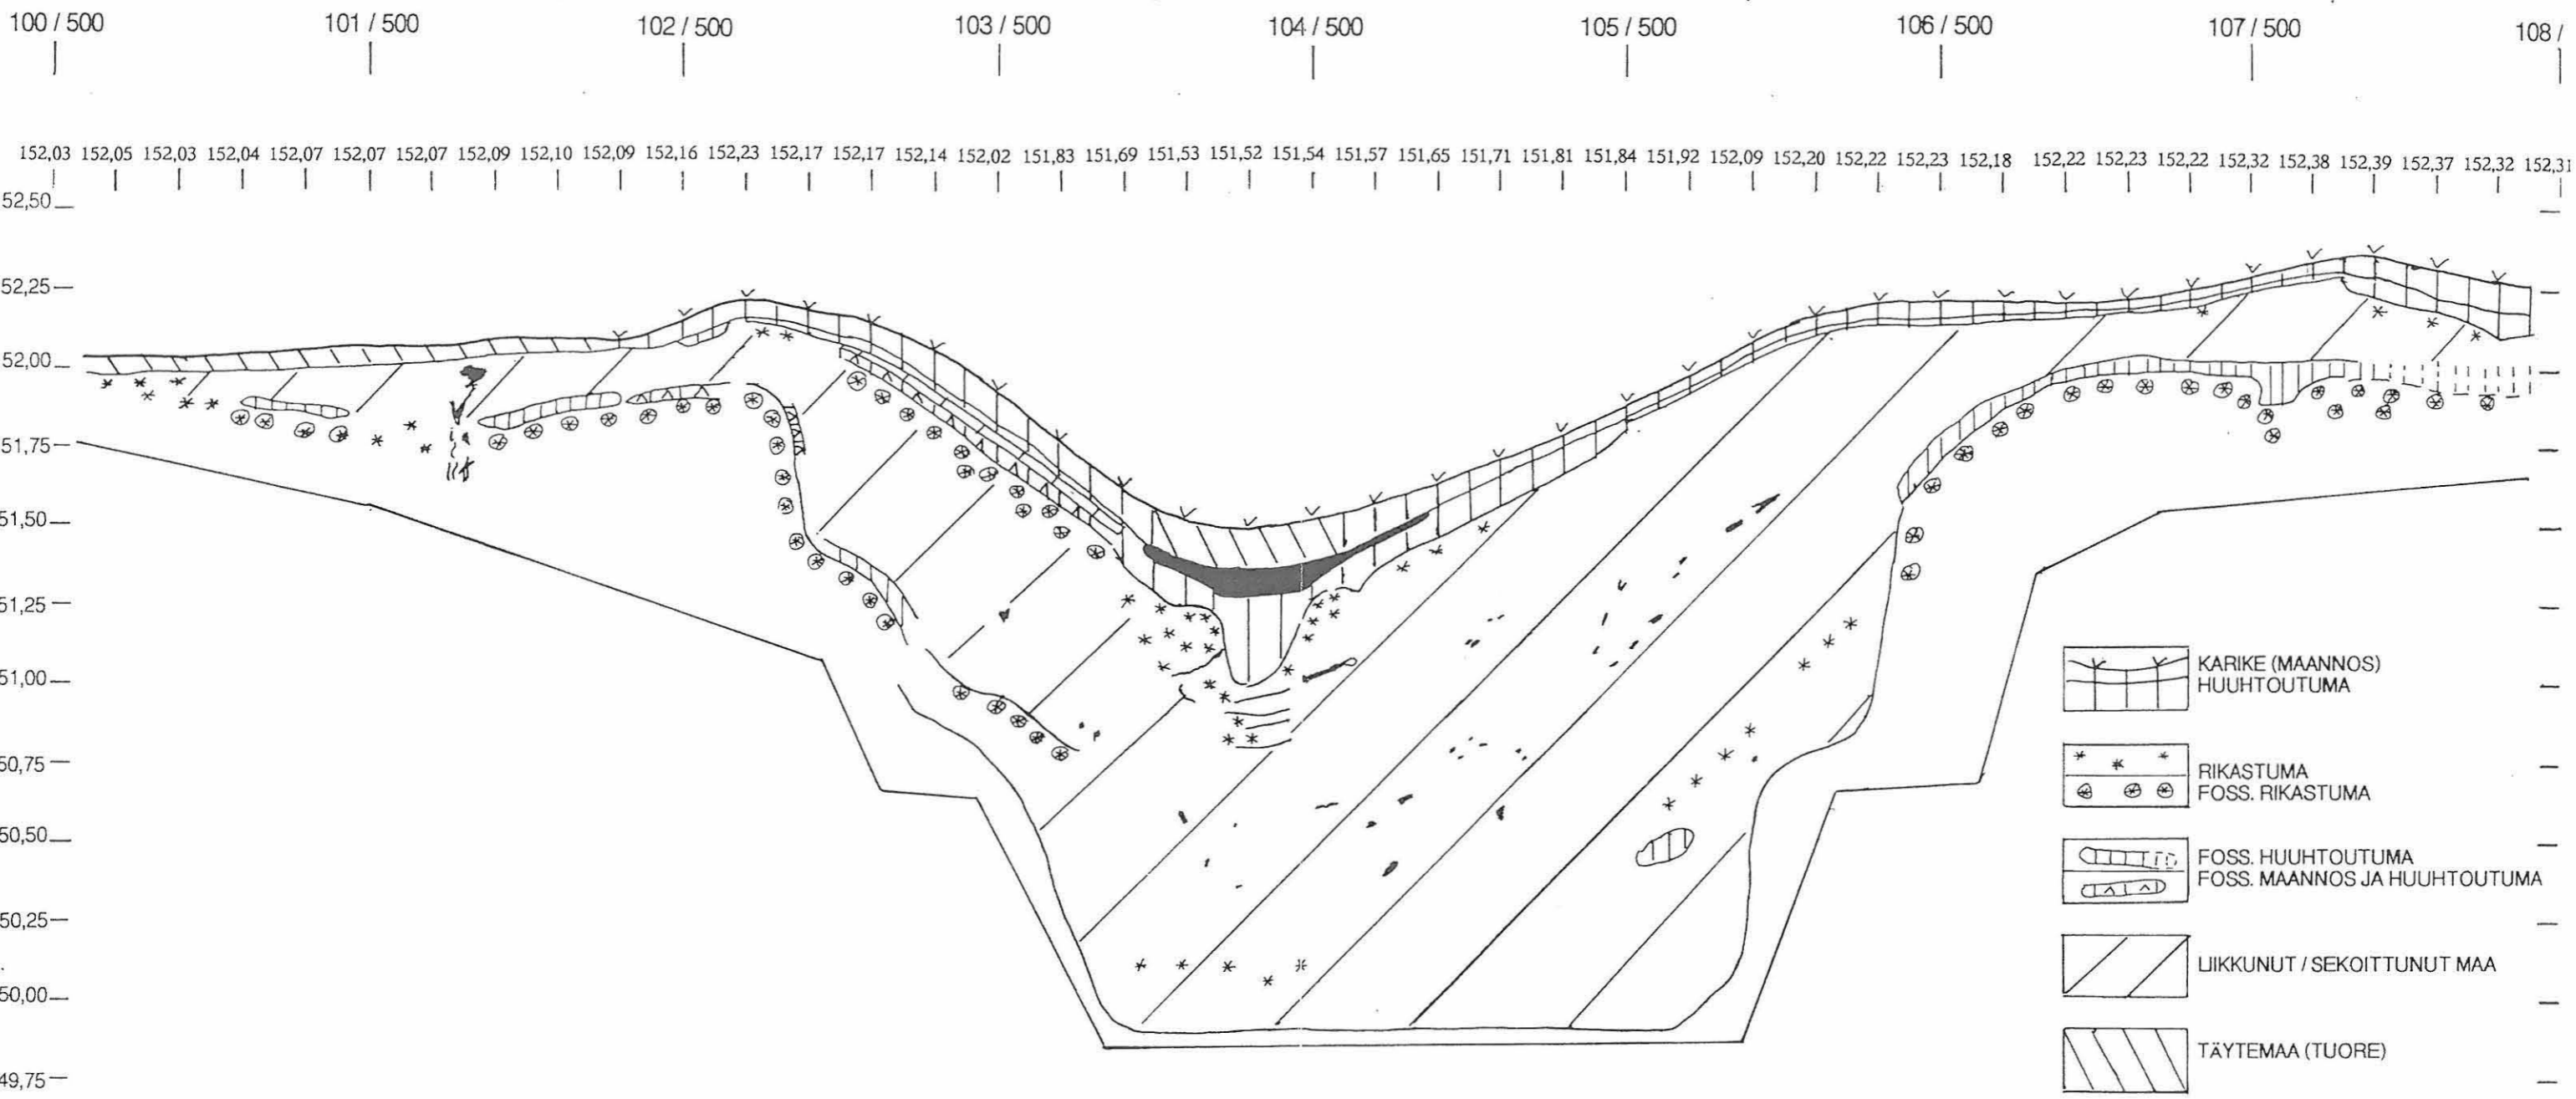 100 / 500 101 / 500 102 / 500 103 / 500 104 / 500 105 / 500 106 / 500 107 / 500 108 /
152,03 152,05 152,03 152,04 152,07 152,07 152,07 152,09 152,10 152,09 152,16 152,23 152,17 152,17 152,14 152,02 151,83 151,69 151,53 151,52 151,54 151,57 151,65 151,71 151,81 151,84 151,92 152,09 152,20 152,22 152,23 152,18 152,22 152,23 152,22 152,32 152,38 152,39 152,37 152,32 152,31
52,50
52,25
52,00
51,75
51,50
51,25
51,00
50,75
50,50
50,25
50,00
49,75
KARIKE (MAANNOS)
HUUHTOUTUMA
RIKASTUMA
FOSS. RIKASTUMA
FOSS. HUUHTOUTUMA
FOSS. MAANNOS JA HUUHTOUTUMA
LIIKKUNUT / SEKOITTUNUT MAA
TÄYTEMAA (TUORE)